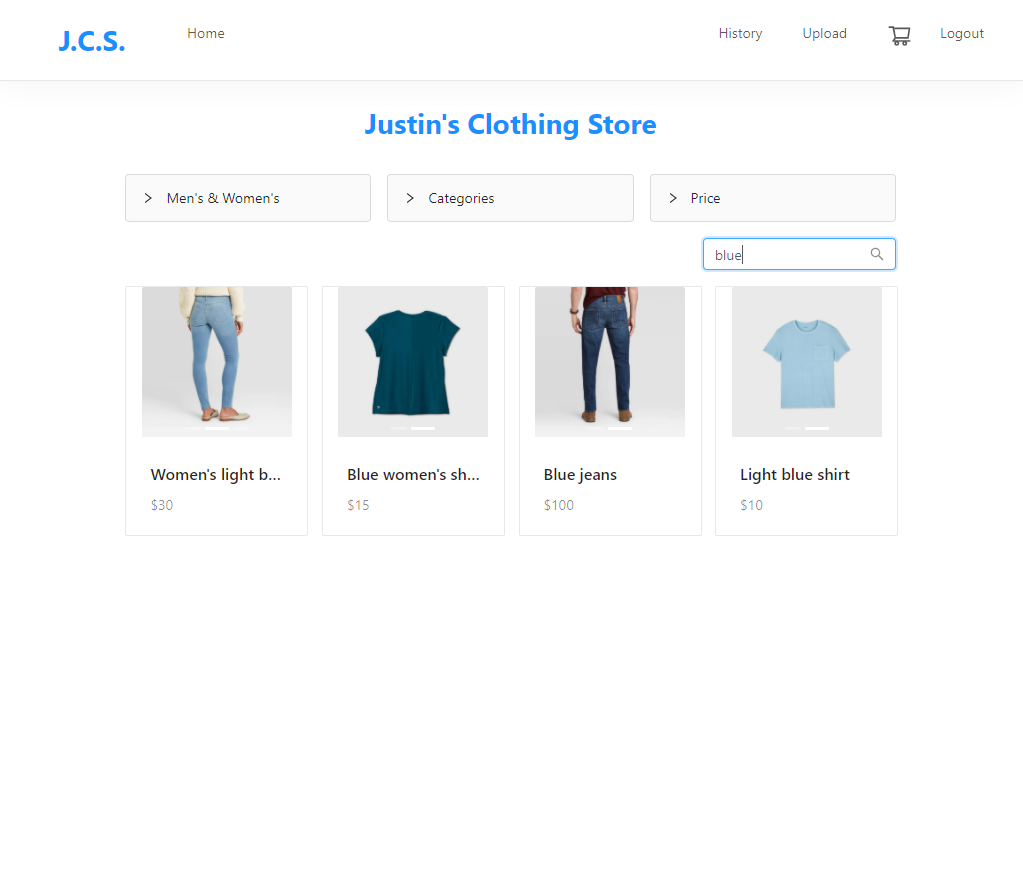 J.C.S. Home History Upload Logout
Justin's Clothing Store
Men's & Women's Categories Price
blue
Women's light b... Blue women's sh... Blue jeans Light blue shirt
$30 $15 $100 $10